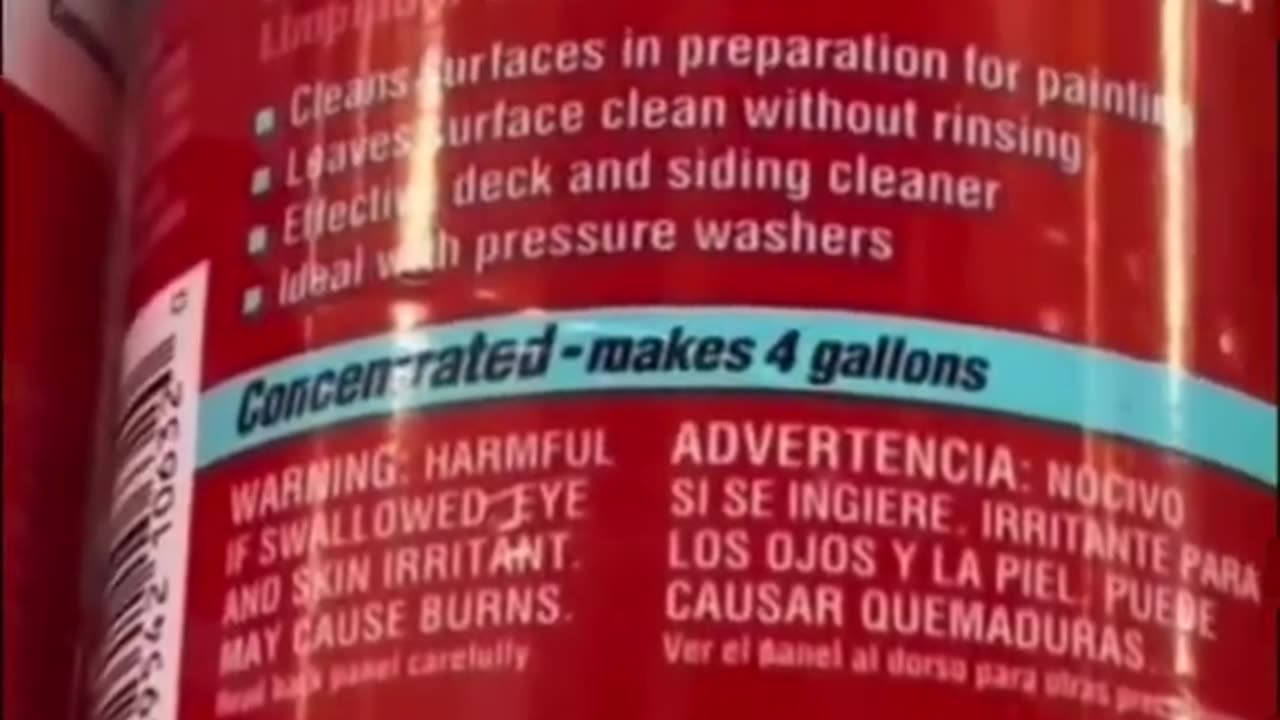 Cleans surfaces in preparation for painting
Leaves surface clean without rinsing
Effective deck and siding cleaner
Ideal with pressure washers
Concentrated - makes 4 gallons
WARNING: HARMFUL
IF SWALLOWED. EYE
AND SKIN IRRITANT.
MAY CAUSE BURNS.
Read back panel carefully
ADVERTENCIA: NOCIVO
SI SE INGIERE. IRRITANTE PARA
LOS OJOS Y LA PIEL. PUEDE
CAUSAR QUEMADURAS.
Ver el panel al dorso para otras